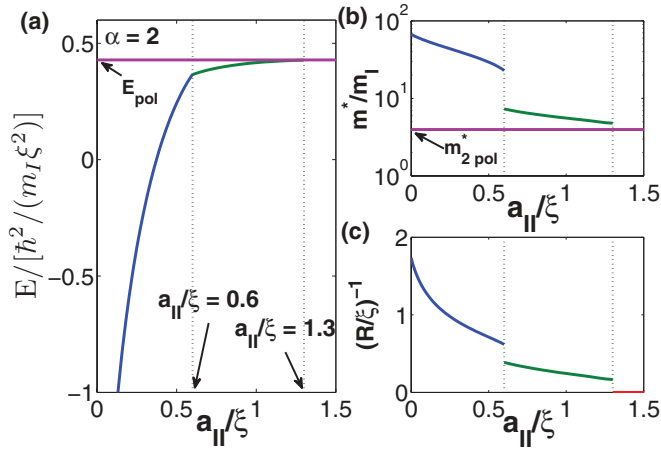 (a)
α = 2
E_pol
E/[ħ²/(m_I ξ²)]
0.5
0
−0.5
−1
a_II/ξ = 0.6
a_II/ξ = 1.3
0
0.5
1
1.5
a_II/ξ
(b)
m*/m_I
10²
10¹
10⁰
m*_2 pol
0
0.5
1
1.5
a_II/ξ
(c)
(R/ξ)⁻¹
2
1
0
0
0.5
1
1.5
a_II/ξ